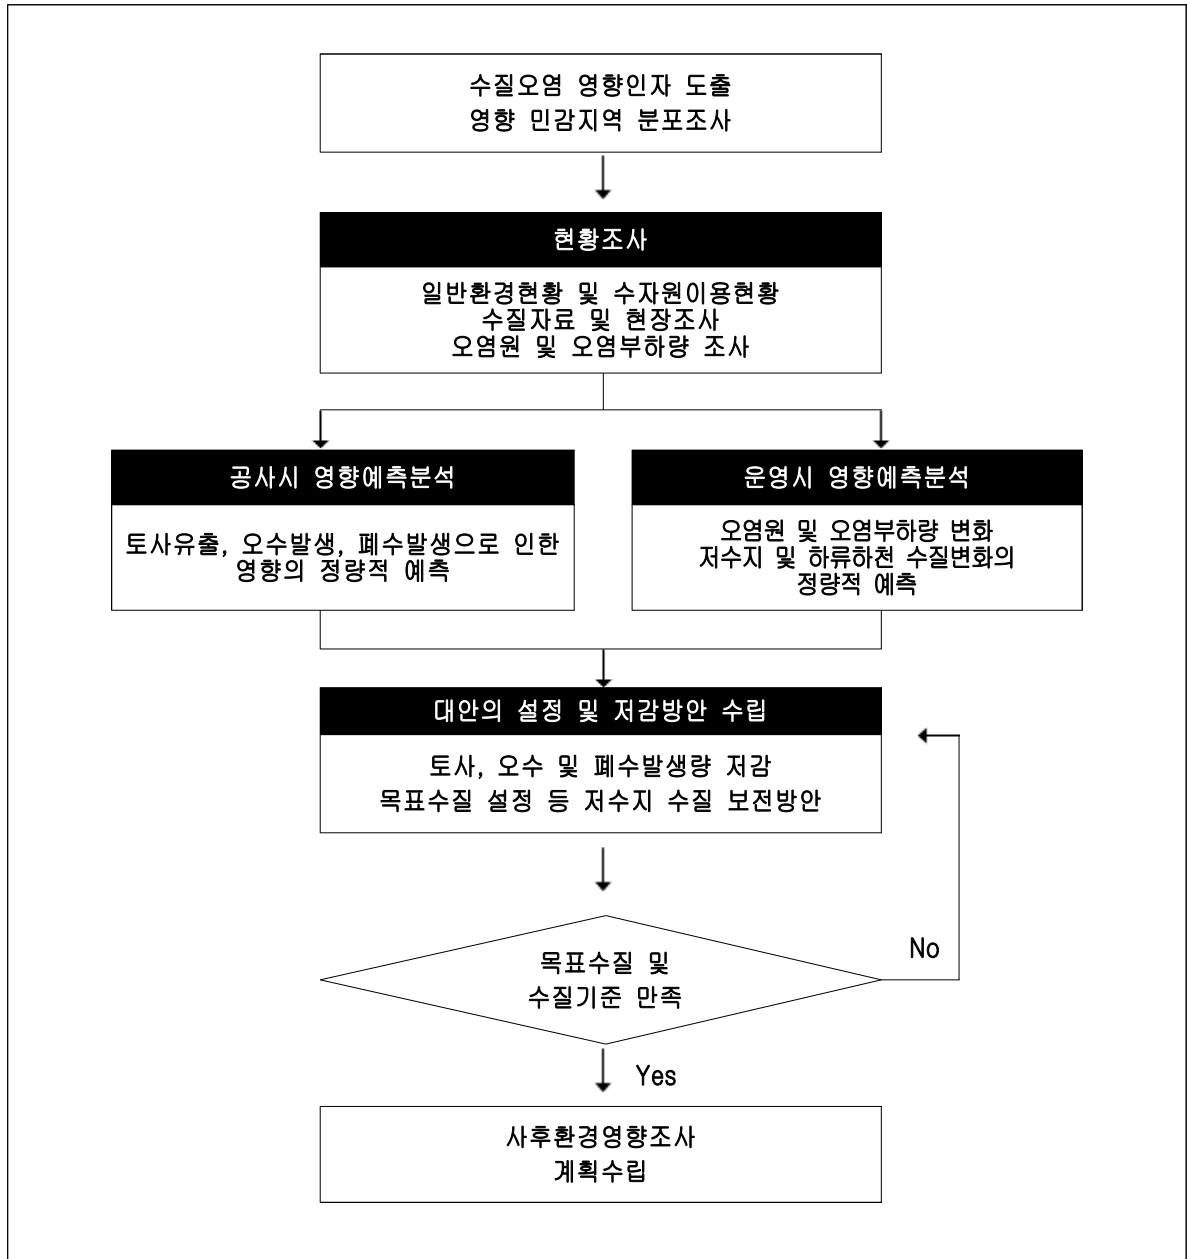 수질오염 영향인자 도출
영향 민감지역 분포조사
현황조사
일반환경현황 및 수자원이용현황
수질자료 및 현장조사
오염원 및 오염부하량 조사
공사시 영향예측분석
토사유출, 오수발생, 폐수발생으로 인한
영향의 정량적 예측
운영시 영향예측분석
오염원 및 오염부하량 변화
저수지 및 하류하천 수질변화의
정량적 예측
대안의 설정 및 저감방안 수립
토사, 오수 및 폐수발생량 저감
목표수질 설정 등 저수지 수질 보전방안
목표수질 및
수질기준 만족
No
Yes
사후환경영향조사
계획수립